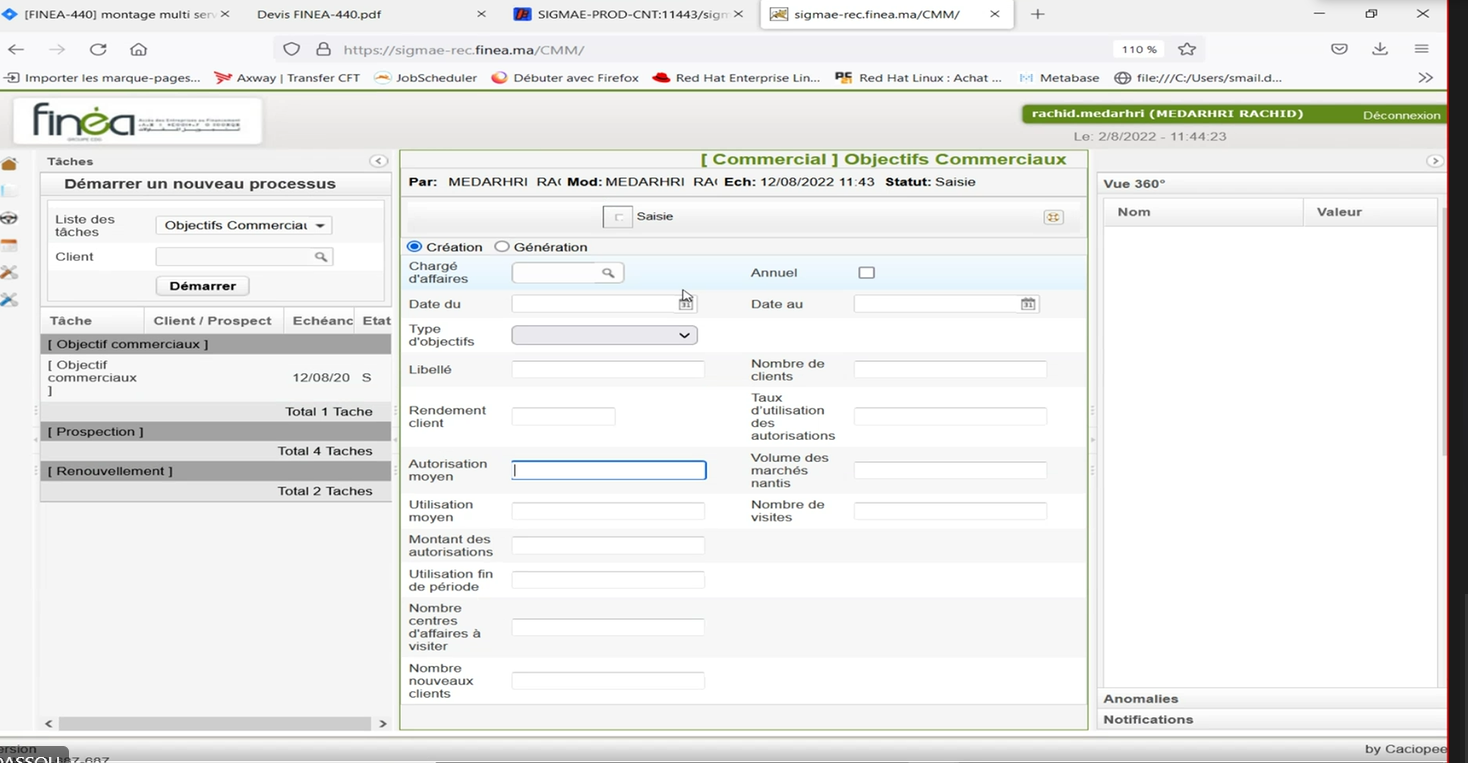 [FINEA-440] montage multi serv
Devis FINEA-440.pdf
SIGMAE-PROD-CNT:11443/sigm
sigmae-rec.finea.ma/CMM/
https://sigmae-rec.finea.ma/CMM/
110 %
Importer les marque-pages...
Axway | Transfer CFT
JobScheduler
Débuter avec Firefox
Red Hat Enterprise Lin...
Red Hat Linux : Achat ...
Metabase
file:///C:/Users/smail.d...
finéa
rachid.medarhri (MEDARHRI RACHID)
Déconnexion
Le: 2/8/2022 - 11:44:23
Tâches
Démarrer un nouveau processus
Liste des
tâches
Objectifs Commerciau
Client
Démarrer
Tâche
Client / Prospect
Echéanc
Etat
[ Objectif commerciaux ]
[ Objectif
commerciaux
]
12/08/20
S
Total 1 Tache
[ Prospection ]
Total 4 Taches
[ Renouvellement ]
Total 2 Taches
[ Commercial ] Objectifs Commerciaux
Par: MEDARHRI RA Mod: MEDARHRI RA Ech: 12/08/2022 11:43 Statut: Saisie
Saisie
Création
Génération
Chargé
d'affaires
Annuel
Date du
31
Date au
31
Type
d'objectifs
Libellé
Nombre de
clients
Rendement
client
Taux
d'utilisation
des
autorisations
Autorisation
moyen
Volume des
marchés
nantis
Utilisation
moyen
Nombre de
visites
Montant des
autorisations
Utilisation fin
de période
Nombre
centres
d'affaires à
visiter
Nombre
nouveaux
clients
Vue 360°
Nom
Valeur
Anomalies
Notifications
ersion
by Caciopee